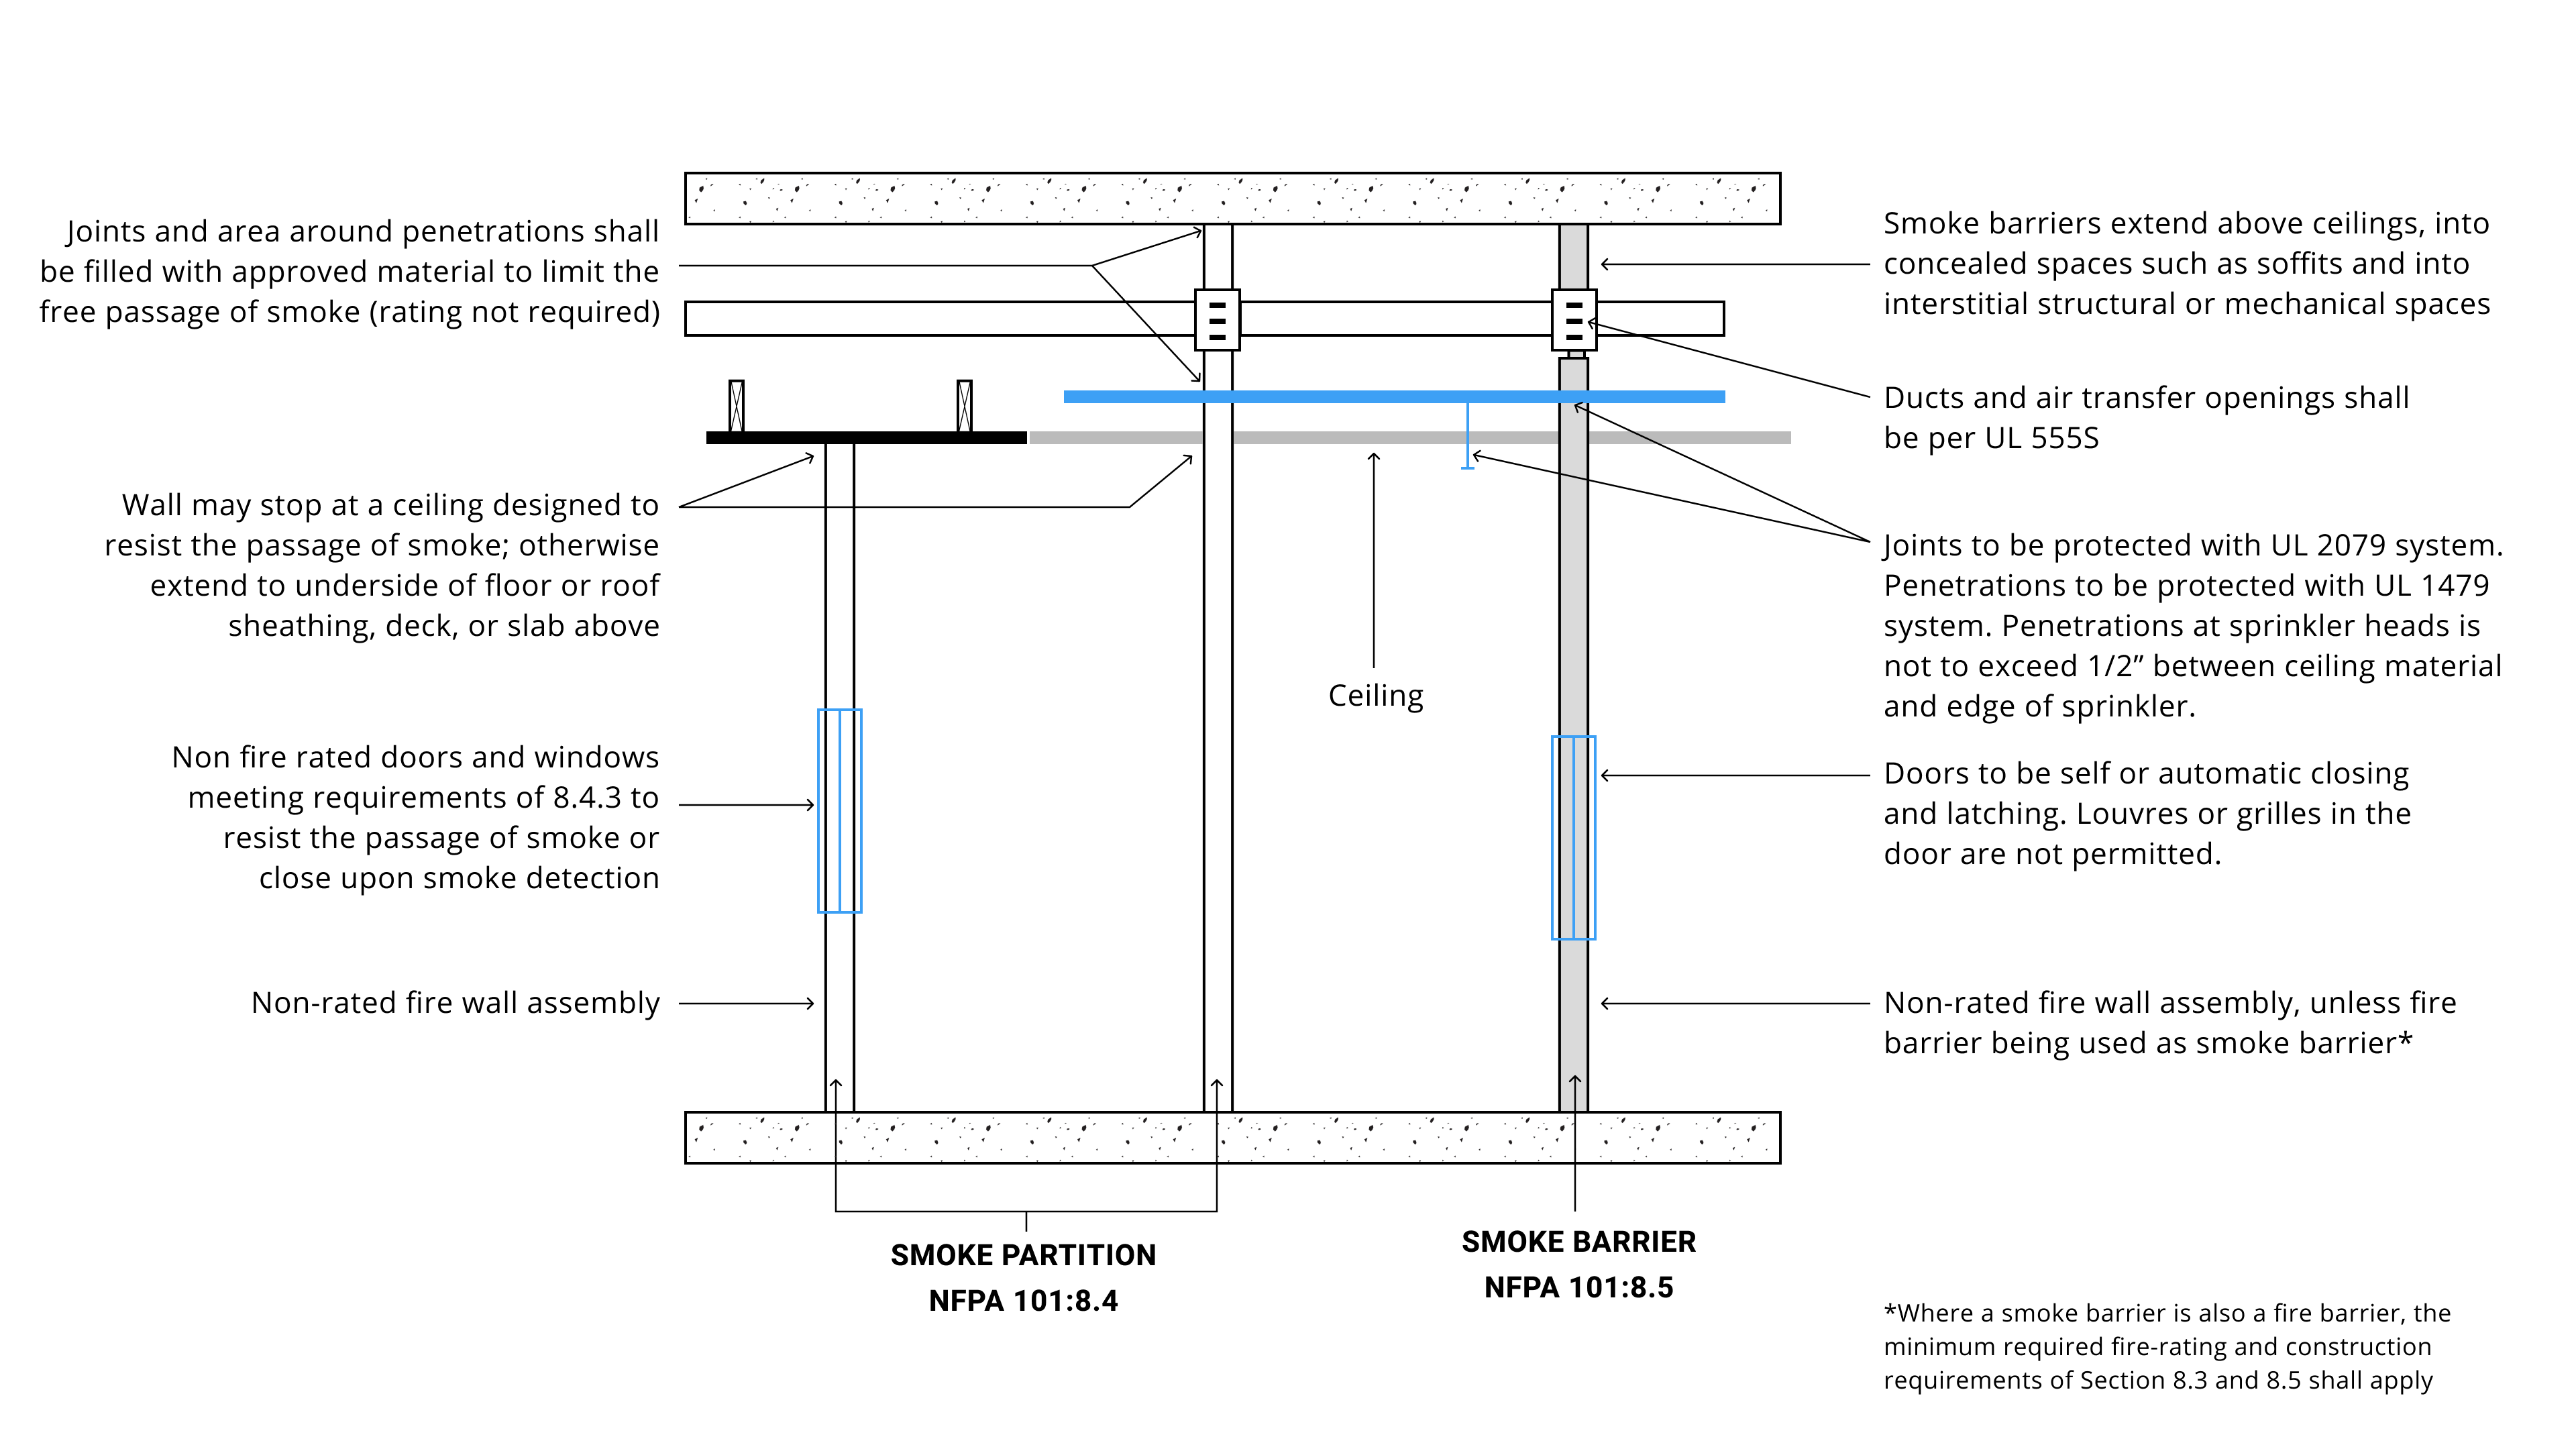 Joints and area around penetrations shall
be filled with approved material to limit the
free passage of smoke (rating not required)
Wall may stop at a ceiling designed to
resist the passage of smoke; otherwise
extend to underside of floor or roof
sheathing, deck, or slab above
Non fire rated doors and windows
meeting requirements of 8.4.3 to
resist the passage of smoke or
close upon smoke detection
Non-rated fire wall assembly
Ceiling
Smoke barriers extend above ceilings, into
concealed spaces such as soffits and into
interstitial structural or mechanical spaces
Ducts and air transfer openings shall
be per UL 555S
Joints to be protected with UL 2079 system.
Penetrations to be protected with UL 1479
system. Penetrations at sprinkler heads is
not to exceed 1/2” between ceiling material
and edge of sprinkler.
Doors to be self or automatic closing
and latching. Louvres or grilles in the
door are not permitted.
Non-rated fire wall assembly, unless fire
barrier being used as smoke barrier*
SMOKE PARTITION
NFPA 101:8.4
SMOKE BARRIER
NFPA 101:8.5
*Where a smoke barrier is also a fire barrier, the
minimum required fire-rating and construction
requirements of Section 8.3 and 8.5 shall apply